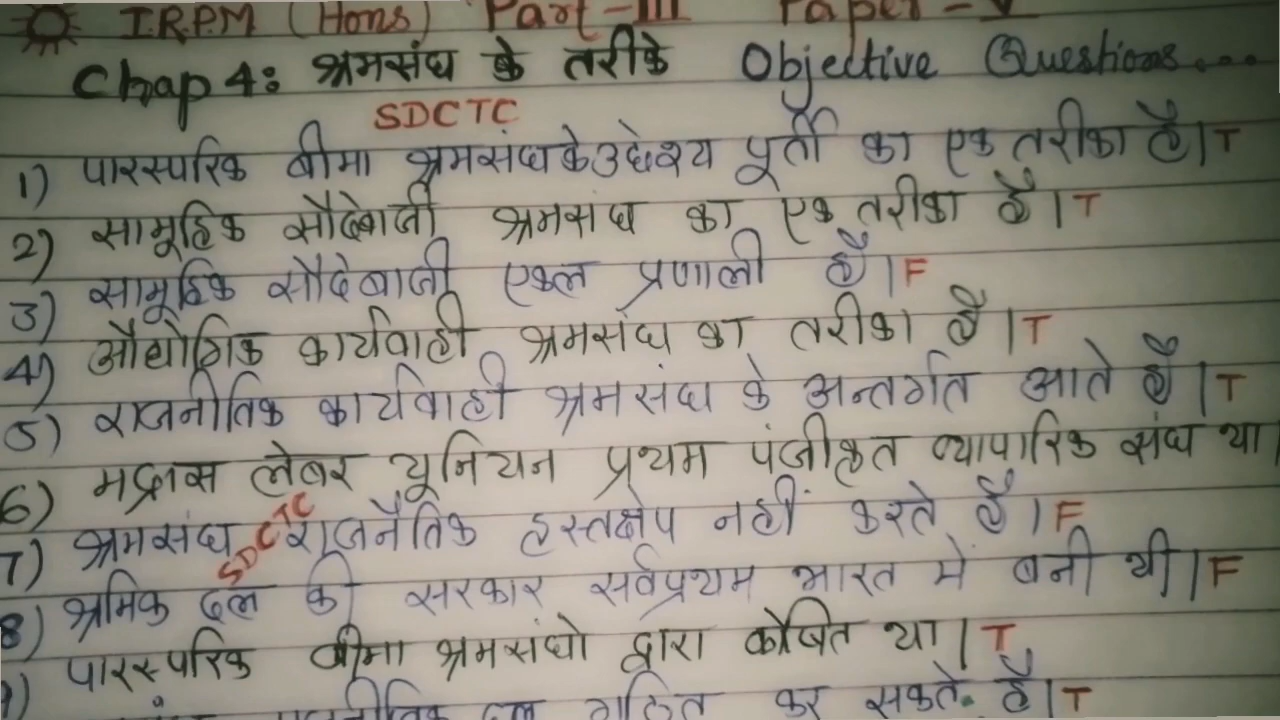 I.R.P.M (Hons) Part-III Paper - V
Chap 4: श्रमसंघ के तरीके Objective Questions...
SDCTC
1) पारस्परिक बीमा श्रमसंघ के उद्देश्य पूर्ती का एक तरीका है। T
2) सामूहिक सौदेबाजी श्रमसंघ का एक तरीका है। T
3) सामूहिक सौदेबाजी एकल प्रणाली है। F
4) औद्योगिक कार्यवाही श्रमसंघ का तरीका है। T
5) राजनीतिक कार्यवाही श्रमसंघ के अन्तर्गत आते है। T
6) मद्रास लेबर यूनियन प्रथम पंजीकृत व्यापारिक संघ था।
7) श्रमसंघ राजनैतिक हस्तक्षेप नहीं करते है। F
SDCTC
8) श्रमिक दल की सरकार सर्वप्रथम भारत में बनी थी। F
9) पारस्परिक बीमा श्रमसंघो द्वारा था। T
दल गठित कर सकते है। T